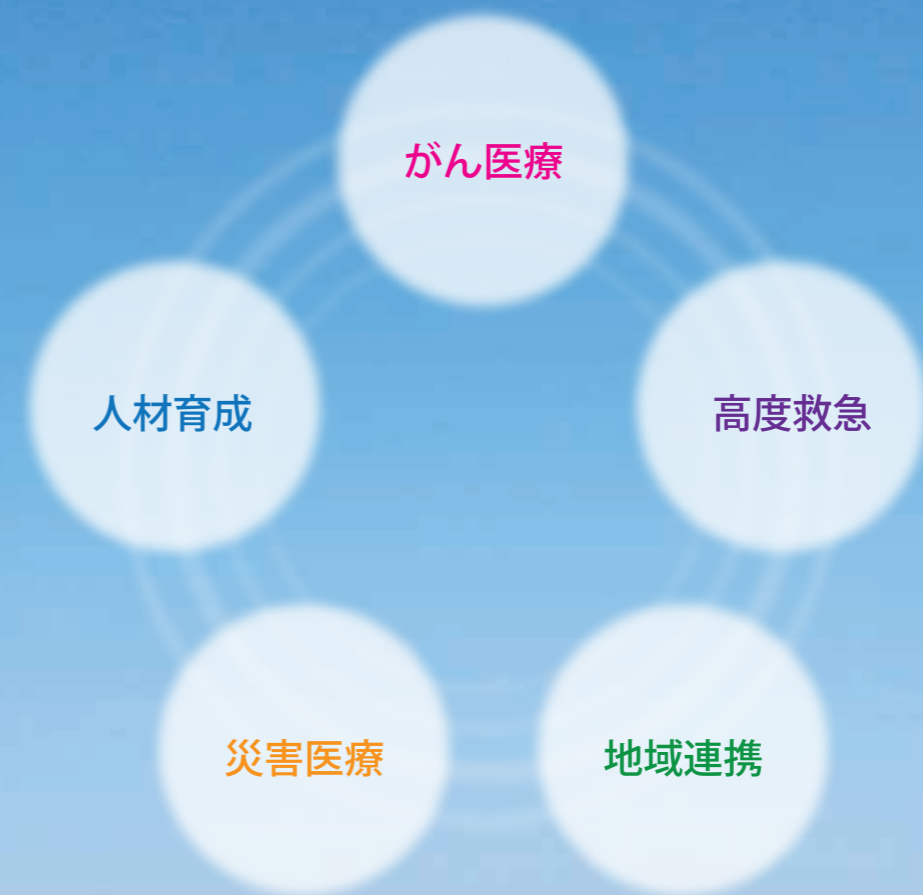 がん医療
人材育成
高度救急
災害医療
地域連携